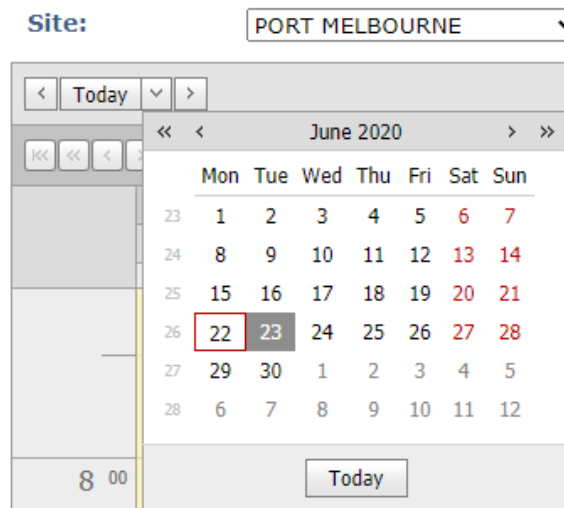 Site: PORT MELBOURNE
Today
June 2020
Mon Tue Wed Thu Fri Sat Sun
23 1 2 3 4 5 6 7
24 8 9 10 11 12 13 14
25 15 16 17 18 19 20 21
26 22 23 24 25 26 27 28
27 29 30 1 2 3 4 5
28 6 7 8 9 10 11 12
Today
8 00